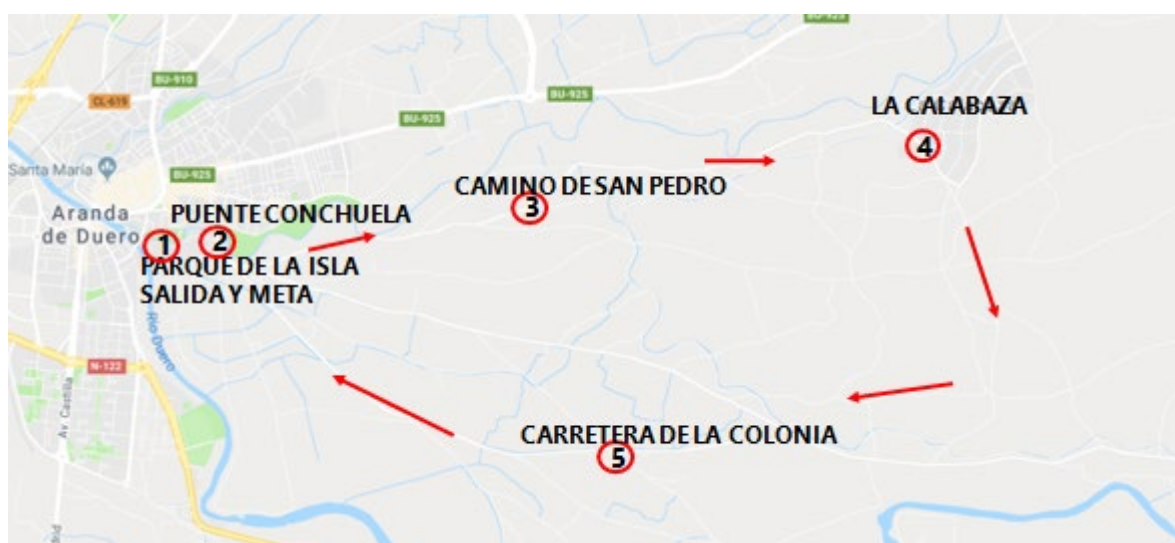 BU-925
BU-910
CL-619
BU-925
BU-925
LA CALABAZA
4
Santa María
BU-925
CAMINO DE SAN PEDRO
3
Aranda
de Duero
PUENTE CONCHUELA
1
2
PARQUE DE LA ISLA
SALIDA Y META
Río Duero
N-122
Av. Castilla
CARRETERA DE LA COLONIA
5